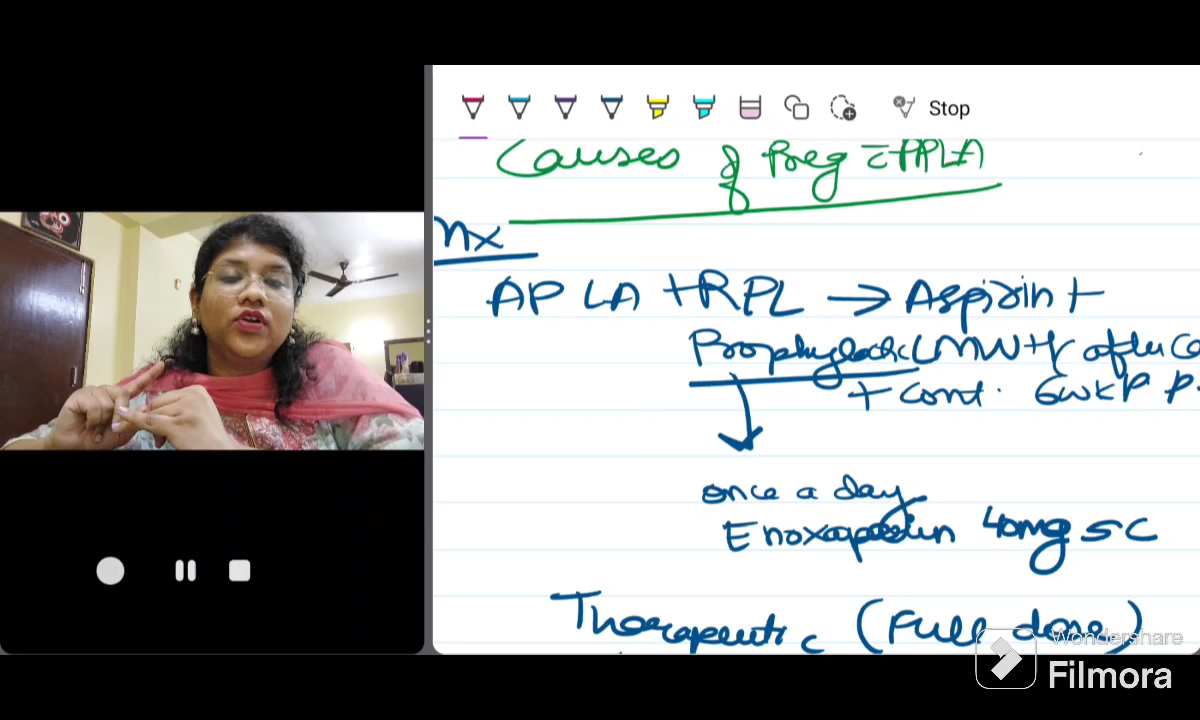 Stop
Causes of Preg c̄ APLA
Mx
APLA + RPL → Aspirin +
Prophylactic LMWH after Co
+ cont. 6wk P P.
once a day
Enoxaparin 40mg SC
Therapeutic (Full dose)
Wondershare
Filmora